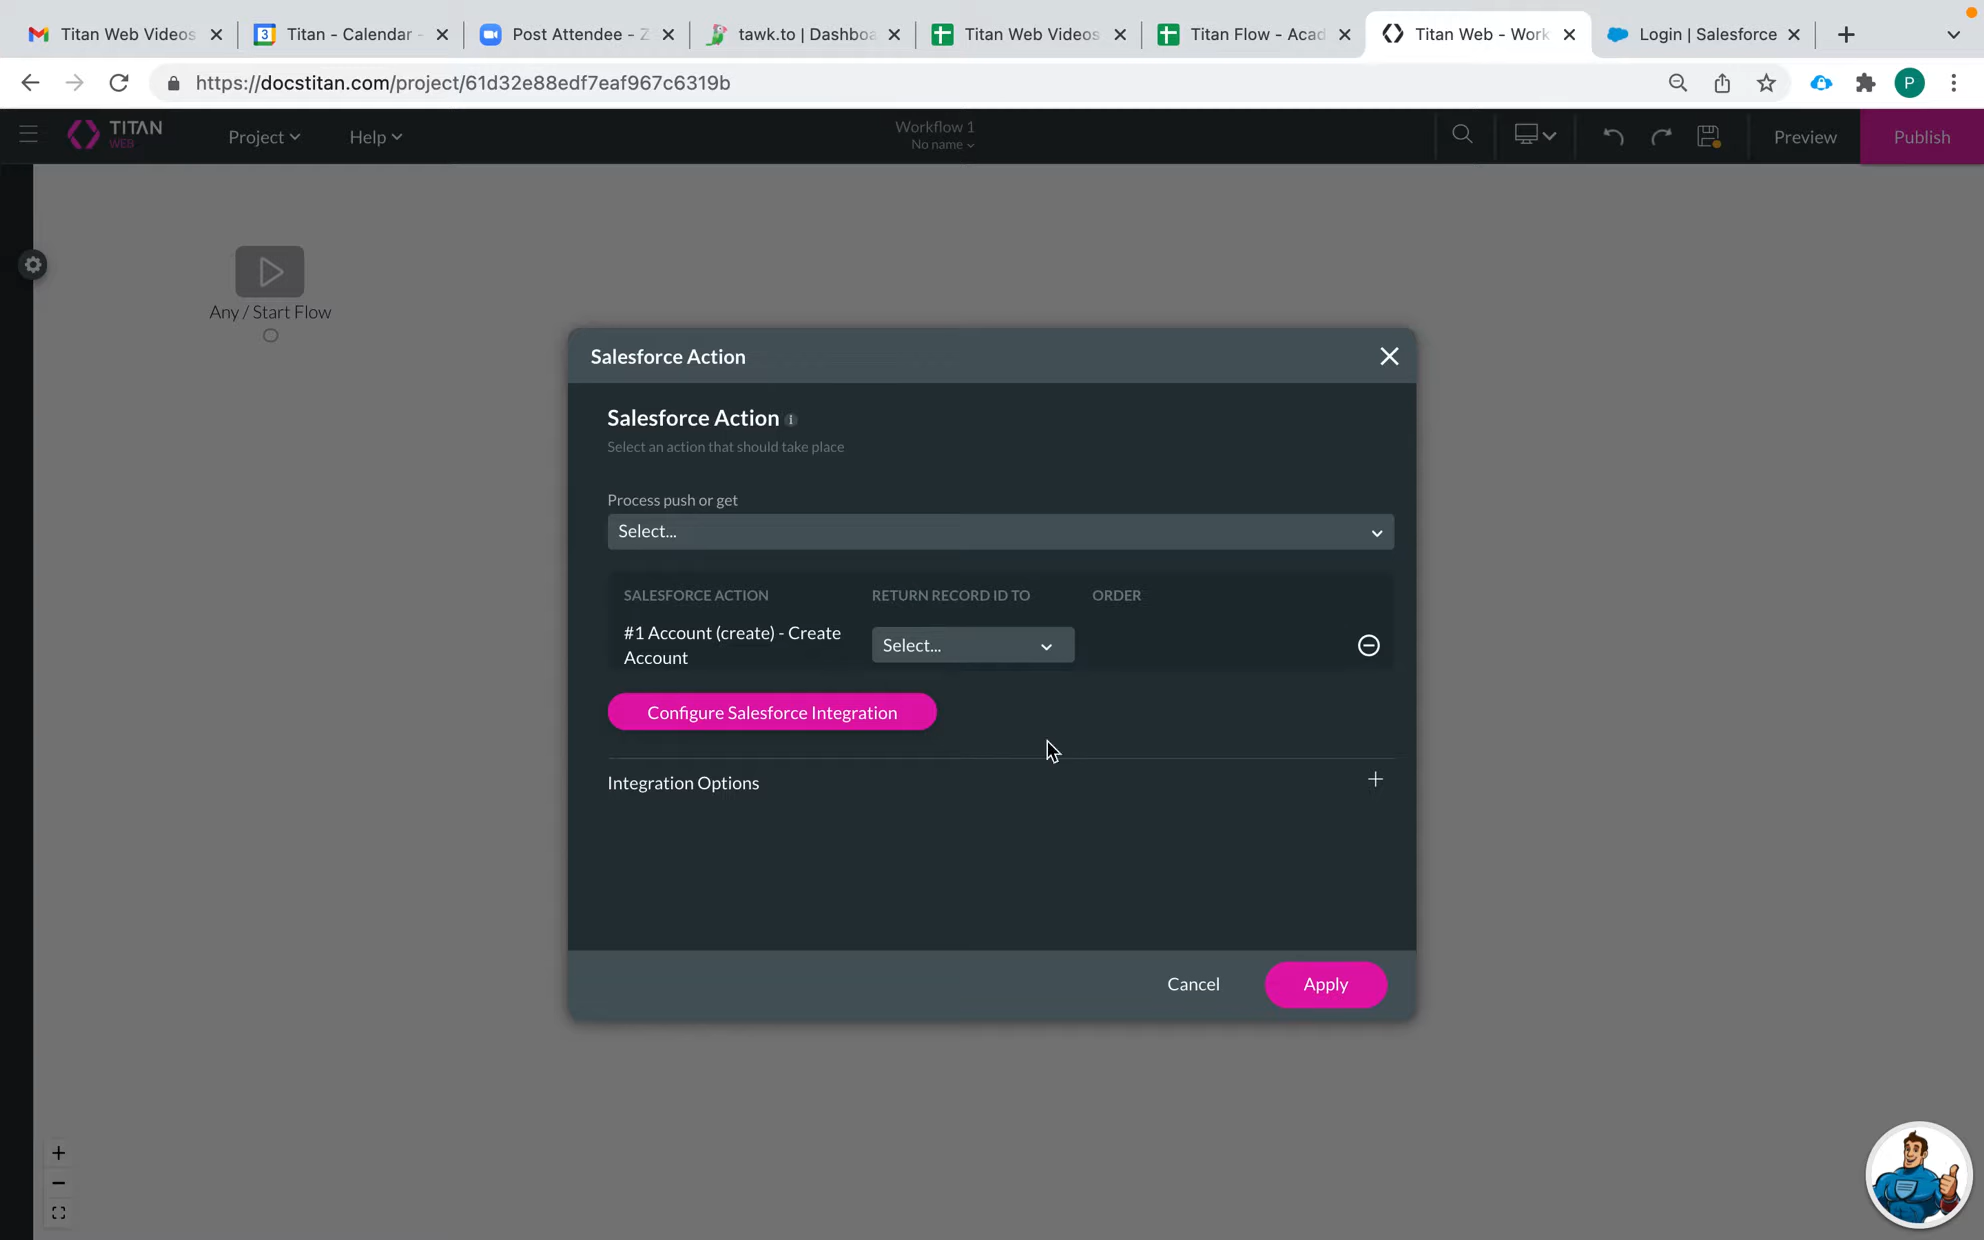 Titan Web Videos
Titan - Calendar -
Post Attendee - Z
tawk.to | Dashboa
Titan Web Videos
Titan Flow - Acad
Titan Web - Work
Login | Salesforce
https://docstitan.com/project/61d32e88edf7eaf967c6319b
P
TITAN
WEB
Project
Help
Workflow 1
No name
Preview
Publish
Any / Start Flow
Salesforce Action
Salesforce Action
Select an action that should take place
Process push or get
Select...
SALESFORCE ACTION RETURN RECORD ID TO ORDER
#1 Account (create) - Create
Account
Select...
Configure Salesforce Integration
Integration Options
Cancel
Apply